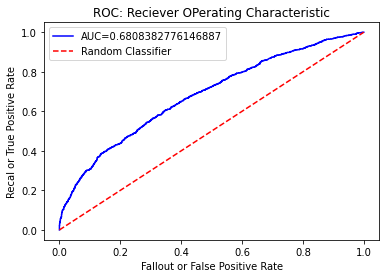 ROC: Reciever OPerating Characteristic
AUC=0.6808382776146887
Random Classifier
Recal or True Positive Rate
1.0
0.8
0.6
0.4
0.2
0.0
0.0 0.2 0.4 0.6 0.8 1.0
Fallout or False Positive Rate